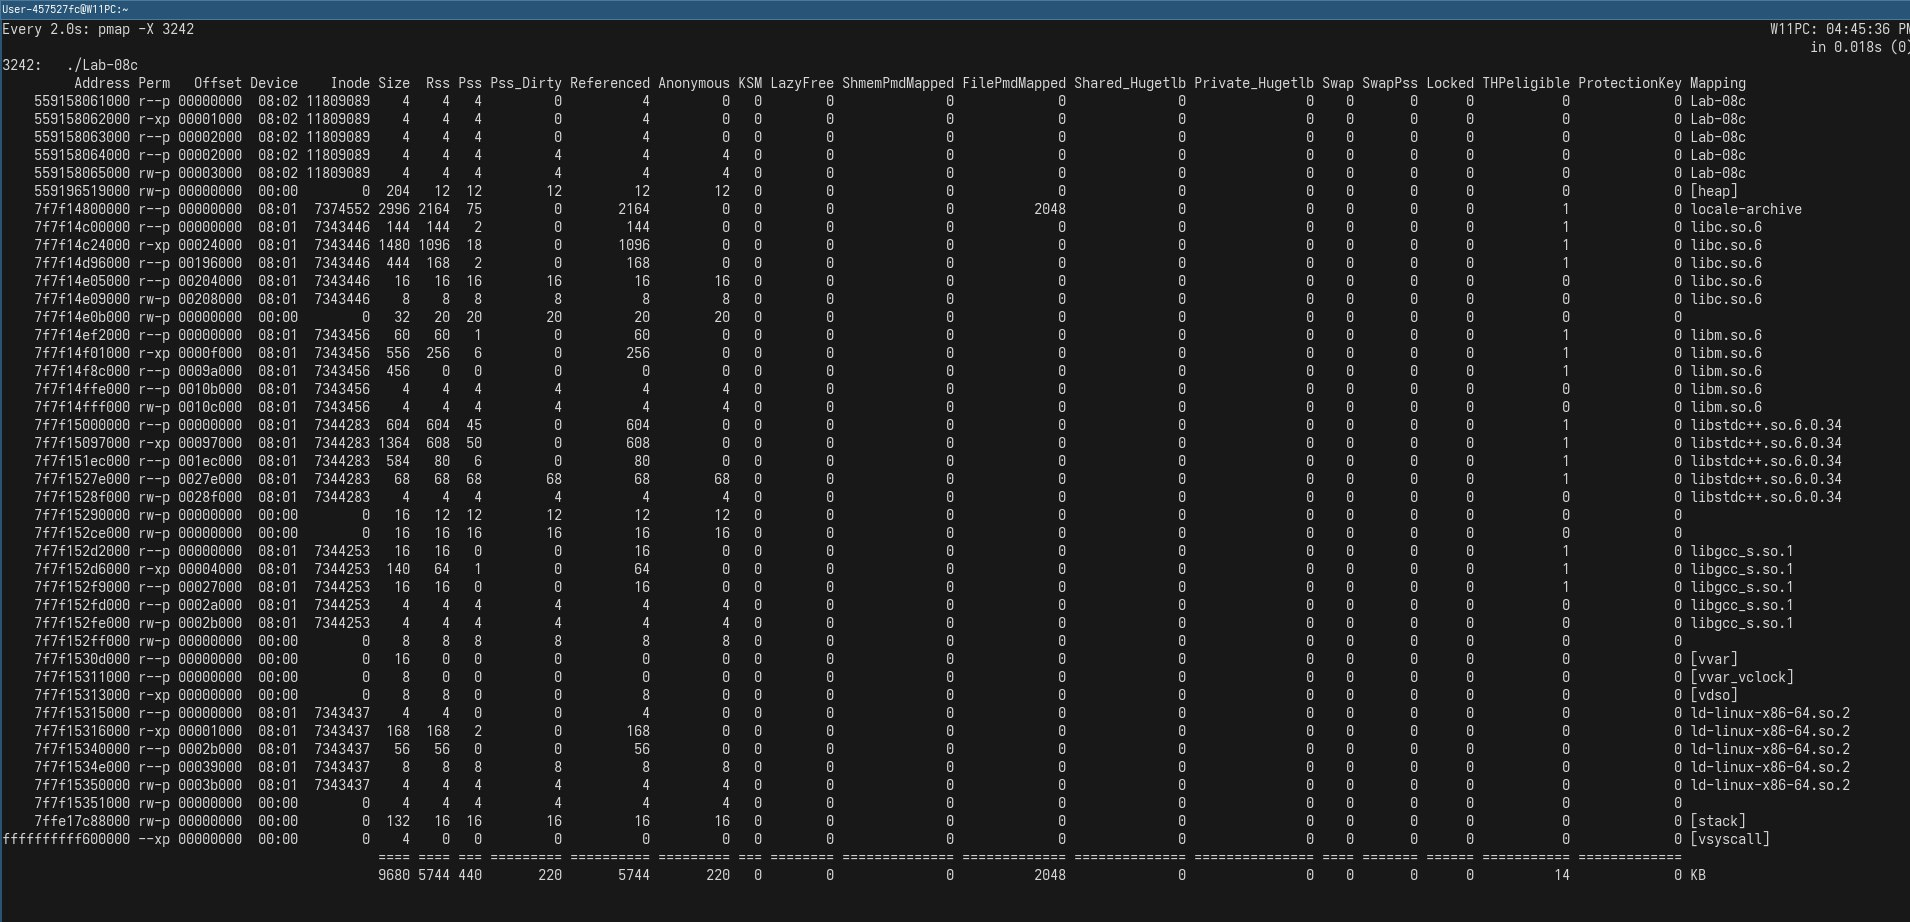 User-457527fc@W11PC:~
Every 2.0s: pmap -X 3242 W11PC: 04:45:36 PM
in 0.018s (0)
3242: ./Lab-08c
Address Perm Offset Device Inode Size Rss Pss Pss_Dirty Referenced Anonymous KSM LazyFree ShmemPmdMapped FilePmdMapped Shared_Hugetlb Private_Hugetlb Swap SwapPss Locked THPeligible ProtectionKey Mapping
559158061000 r--p 00000000 08:02 11809089 4 4 4 0 4 0 0 0 0 0 0 0 0 0 0 0 0 Lab-08c
559158062000 r-xp 00001000 08:02 11809089 4 4 4 0 4 0 0 0 0 0 0 0 0 0 0 0 0 Lab-08c
559158063000 r--p 00002000 08:02 11809089 4 4 4 0 4 0 0 0 0 0 0 0 0 0 0 0 0 Lab-08c
559158064000 r--p 00002000 08:02 11809089 4 4 4 4 4 4 0 0 0 0 0 0 0 0 0 0 0 Lab-08c
559158065000 rw-p 00003000 08:02 11809089 4 4 4 4 4 4 0 0 0 0 0 0 0 0 0 0 0 Lab-08c
559196519000 rw-p 00000000 00:00 0 204 12 12 12 12 12 0 0 0 0 0 0 0 0 0 0 0 [heap]
7f7f14800000 r--p 00000000 08:01 7374552 2996 2164 75 0 2164 0 0 0 0 2048 0 0 0 0 0 1 0 locale-archive
7f7f14c00000 r--p 00000000 08:01 7343446 144 144 2 0 144 0 0 0 0 0 0 0 0 0 0 1 0 libc.so.6
7f7f14c24000 r-xp 00024000 08:01 7343446 1480 1096 18 0 1096 0 0 0 0 0 0 0 0 0 0 1 0 libc.so.6
7f7f14d96000 r--p 00196000 08:01 7343446 444 168 2 0 168 0 0 0 0 0 0 0 0 0 0 1 0 libc.so.6
7f7f14e05000 r--p 00204000 08:01 7343446 16 16 16 16 16 16 0 0 0 0 0 0 0 0 0 0 0 libc.so.6
7f7f14e09000 rw-p 00208000 08:01 7343446 8 8 8 8 8 8 0 0 0 0 0 0 0 0 0 0 0 libc.so.6
7f7f14e0b000 rw-p 00000000 00:00 0 32 20 20 20 20 20 0 0 0 0 0 0 0 0 0 0 0
7f7f14ef2000 r--p 00000000 08:01 7343456 60 60 1 0 60 0 0 0 0 0 0 0 0 0 0 1 0 libm.so.6
7f7f14f01000 r-xp 0000f000 08:01 7343456 556 256 6 0 256 0 0 0 0 0 0 0 0 0 0 1 0 libm.so.6
7f7f14f8c000 r--p 0009a000 08:01 7343456 456 0 0 0 0 0 0 0 0 0 0 0 0 0 0 1 0 libm.so.6
7f7f14ffe000 r--p 0010b000 08:01 7343456 4 4 4 4 4 4 0 0 0 0 0 0 0 0 0 0 0 libm.so.6
7f7f14fff000 rw-p 0010c000 08:01 7343456 4 4 4 4 4 4 0 0 0 0 0 0 0 0 0 0 0 libm.so.6
7f7f15000000 r--p 00000000 08:01 7344283 604 604 45 0 604 0 0 0 0 0 0 0 0 0 0 1 0 libstdc++.so.6.0.34
7f7f15097000 r-xp 00097000 08:01 7344283 1364 608 50 0 608 0 0 0 0 0 0 0 0 0 0 1 0 libstdc++.so.6.0.34
7f7f151ec000 r--p 001ec000 08:01 7344283 584 80 6 0 80 0 0 0 0 0 0 0 0 0 0 1 0 libstdc++.so.6.0.34
7f7f1527e000 r--p 0027e000 08:01 7344283 68 68 68 68 68 68 0 0 0 0 0 0 0 0 0 1 0 libstdc++.so.6.0.34
7f7f1528f000 rw-p 0028f000 08:01 7344283 4 4 4 4 4 4 0 0 0 0 0 0 0 0 0 0 0 libstdc++.so.6.0.34
7f7f15290000 rw-p 00000000 00:00 0 16 12 12 12 12 12 0 0 0 0 0 0 0 0 0 0 0
7f7f152ce000 rw-p 00000000 00:00 0 16 16 16 16 16 16 0 0 0 0 0 0 0 0 0 0 0
7f7f152d2000 r--p 00000000 08:01 7344253 16 16 0 0 16 0 0 0 0 0 0 0 0 0 0 1 0 libgcc_s.so.1
7f7f152d6000 r-xp 00004000 08:01 7344253 140 64 1 0 64 0 0 0 0 0 0 0 0 0 0 1 0 libgcc_s.so.1
7f7f152f9000 r--p 00027000 08:01 7344253 16 16 0 0 16 0 0 0 0 0 0 0 0 0 0 1 0 libgcc_s.so.1
7f7f152fd000 r--p 0002a000 08:01 7344253 4 4 4 4 4 4 0 0 0 0 0 0 0 0 0 0 0 libgcc_s.so.1
7f7f152fe000 rw-p 0002b000 08:01 7344253 4 4 4 4 4 4 0 0 0 0 0 0 0 0 0 0 0 libgcc_s.so.1
7f7f152ff000 rw-p 00000000 00:00 0 8 8 8 8 8 8 0 0 0 0 0 0 0 0 0 0 0
7f7f1530d000 r--p 00000000 00:00 0 16 0 0 0 0 0 0 0 0 0 0 0 0 0 0 0 0 [vvar]
7f7f15311000 r--p 00000000 00:00 0 8 0 0 0 0 0 0 0 0 0 0 0 0 0 0 0 0 [vvar_vclock]
7f7f15313000 r-xp 00000000 00:00 0 8 8 0 0 8 0 0 0 0 0 0 0 0 0 0 0 0 [vdso]
7f7f15315000 r--p 00000000 08:01 7343437 4 4 0 0 4 0 0 0 0 0 0 0 0 0 0 0 0 ld-linux-x86-64.so.2
7f7f15316000 r-xp 00001000 08:01 7343437 168 168 2 0 168 0 0 0 0 0 0 0 0 0 0 0 0 ld-linux-x86-64.so.2
7f7f15340000 r--p 0002b000 08:01 7343437 56 56 0 0 56 0 0 0 0 0 0 0 0 0 0 0 0 ld-linux-x86-64.so.2
7f7f1534e000 r--p 00039000 08:01 7343437 8 8 8 8 8 8 0 0 0 0 0 0 0 0 0 0 0 ld-linux-x86-64.so.2
7f7f15350000 rw-p 0003b000 08:01 7343437 4 4 4 4 4 4 0 0 0 0 0 0 0 0 0 0 0 ld-linux-x86-64.so.2
7f7f15351000 rw-p 00000000 00:00 0 4 4 4 4 4 4 0 0 0 0 0 0 0 0 0 0 0
7ffe17c88000 rw-p 00000000 00:00 0 132 16 16 16 16 16 0 0 0 0 0 0 0 0 0 0 0 [stack]
ffffffffff600000 --xp 00000000 00:00 0 4 0 0 0 0 0 0 0 0 0 0 0 0 0 0 0 0 [vsyscall]
==== ==== === ========= ========== ========= === ======== ============== ============= ============== =============== ==== ======= ====== =========== =============
9680 5744 440 220 5744 220 0 0 0 2048 0 0 0 0 0 14 0 KB